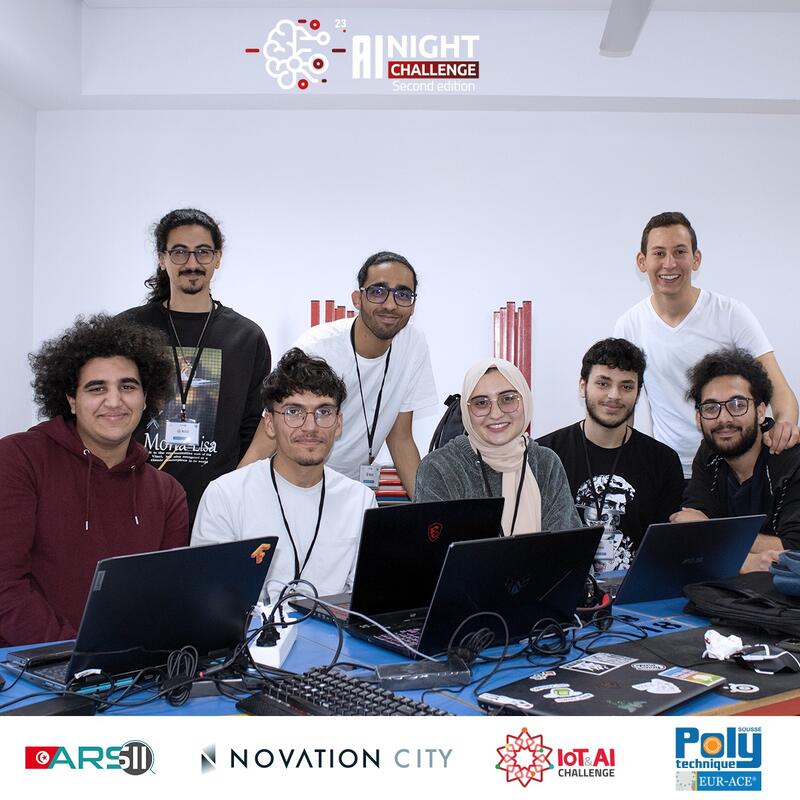 23
AI NIGHT
CHALLENGE
Second edition
Mona Lisa
ARSII
NOVATION CITY
IoT&AI
CHALLENGE
SOUSSE
Poly
technique
EUR-ACE®